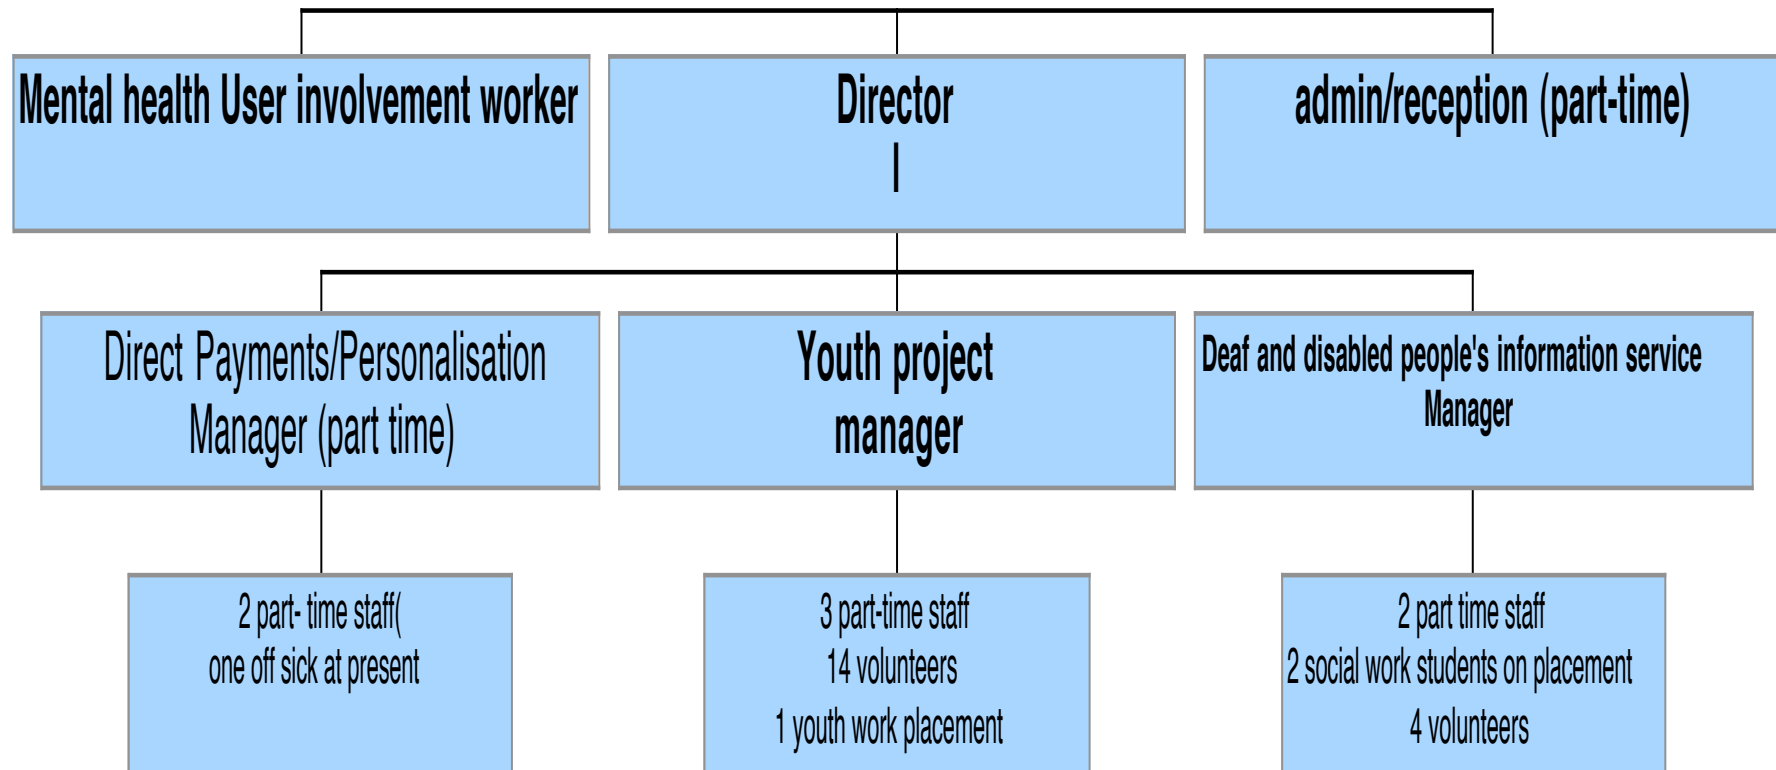 Mental health User involvement worker
Director
I
admin/reception (part-time)
Direct Payments/Personalisation
Manager (part time)
Youth project
manager
Deaf and disabled people's information service
Manager
2 part- time staff(
one off sick at present
3 part-time staff
14 volunteers
1 youth work placement
2 part time staff
2 social work students on placement
4 volunteers